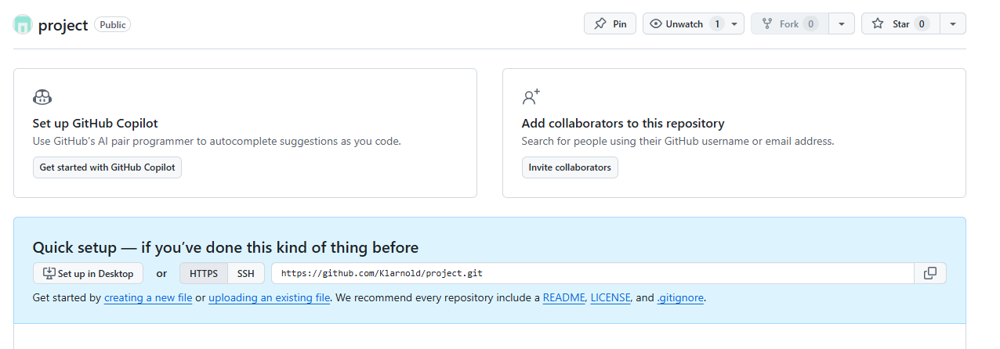 project Public Pin Unwatch 1 Fork 0 Star 0
Set up GitHub Copilot
Use GitHub's AI pair programmer to autocomplete suggestions as you code.
Get started with GitHub Copilot
Add collaborators to this repository
Search for people using their GitHub username or email address.
Invite collaborators
Quick setup — if you’ve done this kind of thing before
Set up in Desktop or HTTPS SSH https://github.com/Klarnold/project.git
Get started by creating a new file or uploading an existing file. We recommend every repository include a README, LICENSE, and .gitignore.